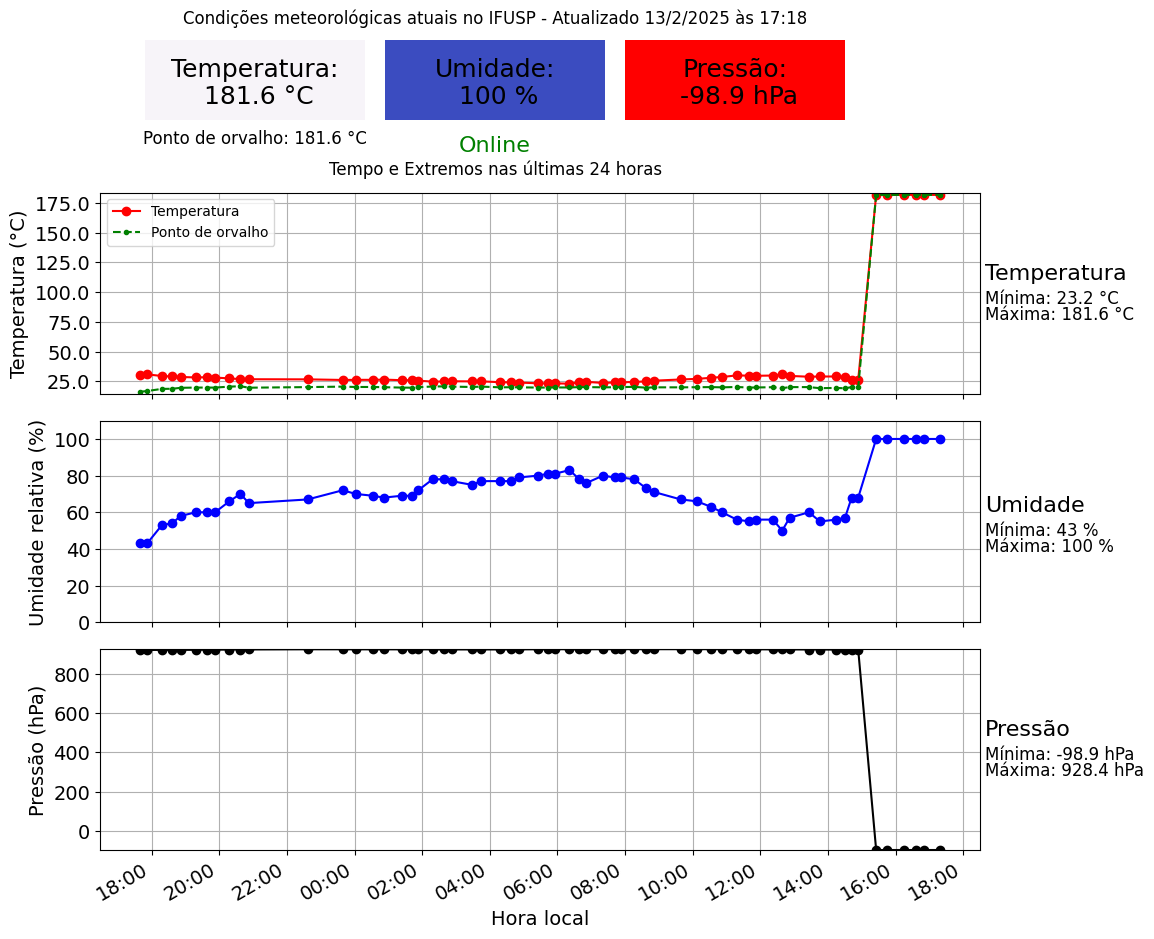 Condições meteorológicas atuais no IFUSP - Atualizado 13/2/2025 às 17:18
Temperatura:
181.6 °C
Umidade:
100 %
Pressão:
-98.9 hPa
Ponto de orvalho: 181.6 °C
Online
Tempo e Extremos nas últimas 24 horas
Temperatura (°C)
175.0
150.0
125.0
100.0
75.0
50.0
25.0
Temperatura
Ponto de orvalho
Temperatura
Mínima: 23.2 °C
Máxima: 181.6 °C
Umidade relativa (%)
100
80
60
40
20
0
Umidade
Mínima: 43 %
Máxima: 100 %
Pressão (hPa)
800
600
400
200
0
Pressão
Mínima: -98.9 hPa
Máxima: 928.4 hPa
18:00 20:00 22:00 00:00 02:00 04:00 06:00 08:00 10:00 12:00 14:00 16:00 18:00
Hora local